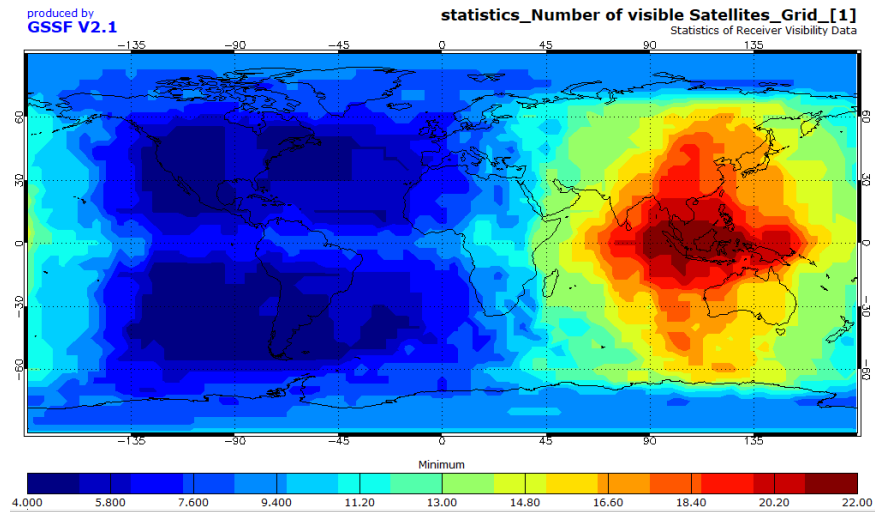 produced by
GSSF V2.1
statistics_Number of visible Satellites_Grid_[1]
Statistics of Receiver Visibility Data
−135 −90 −45 0 45 90 135
60 60
30 30
0 0
−30 −30
−60 −60
−135 −90 −45 0 45 90 135
Minimum
4.000 5.800 7.600 9.400 11.20 13.00 14.80 16.60 18.40 20.20 22.00